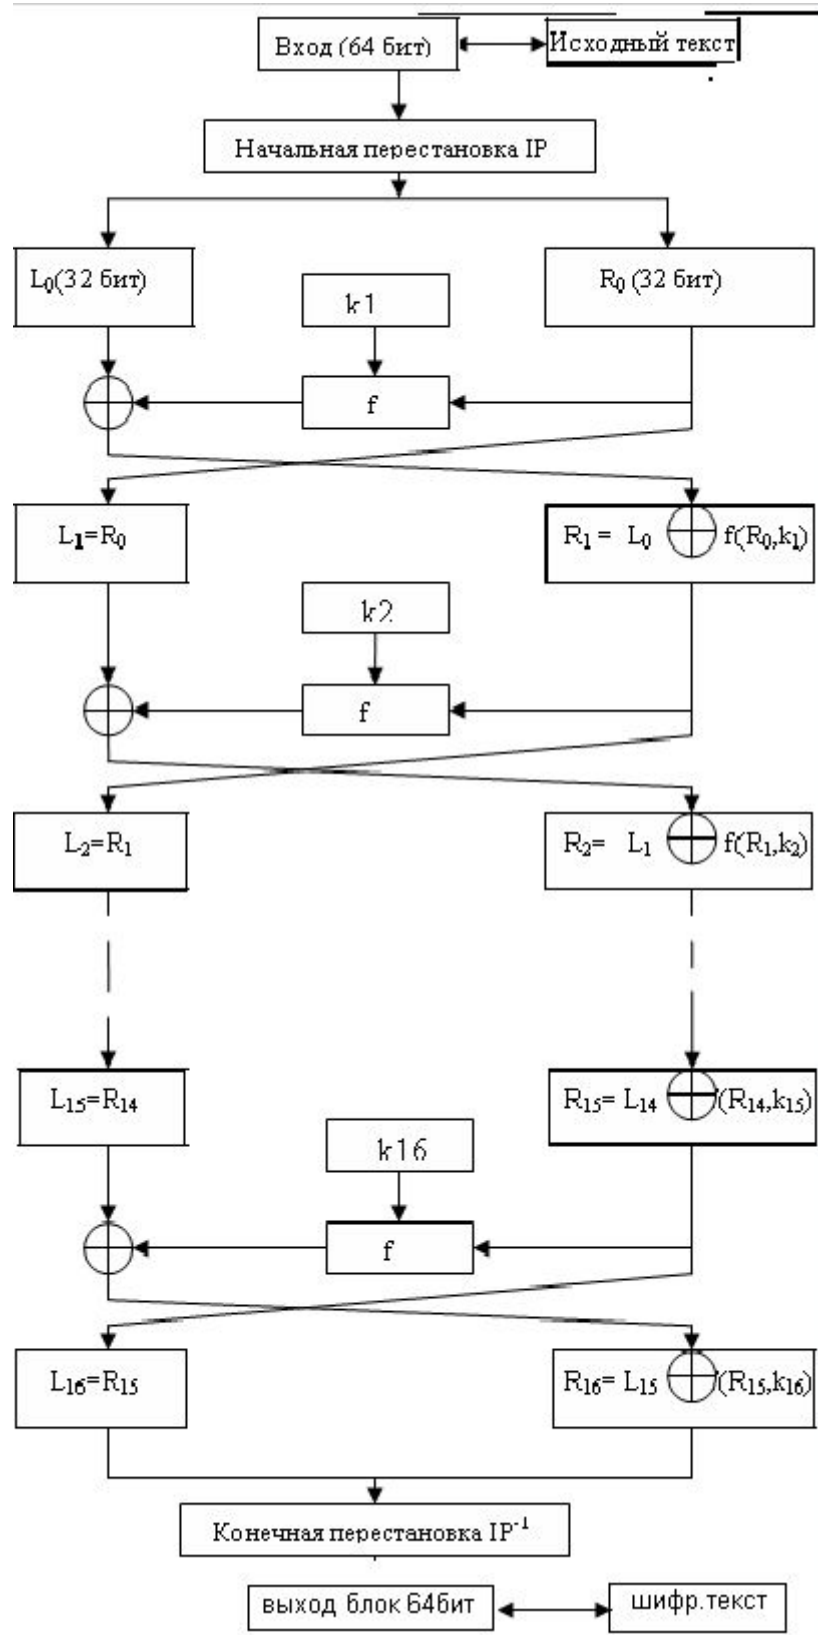 Вход (64 бит) Исходный текст
Начальная перестановка IP
L₀(32 бит) R₀ (32 бит)
k1
f
L₁=R₀ R₁ = L₀ ⊕ f(R₀,k₁)
k2
f
L₂=R₁ R₂= L₁ ⊕ f(R₁,k₂)
L₁₅=R₁₄ R₁₅= L₁₄ ⊕ (R₁₄,k₁₅)
k16
f
L₁₆=R₁₅ R₁₆= L₁₅ ⊕ (R₁₅,k₁₆)
Конечная перестановка IP⁻¹
выход блок 64бит шифр.текст